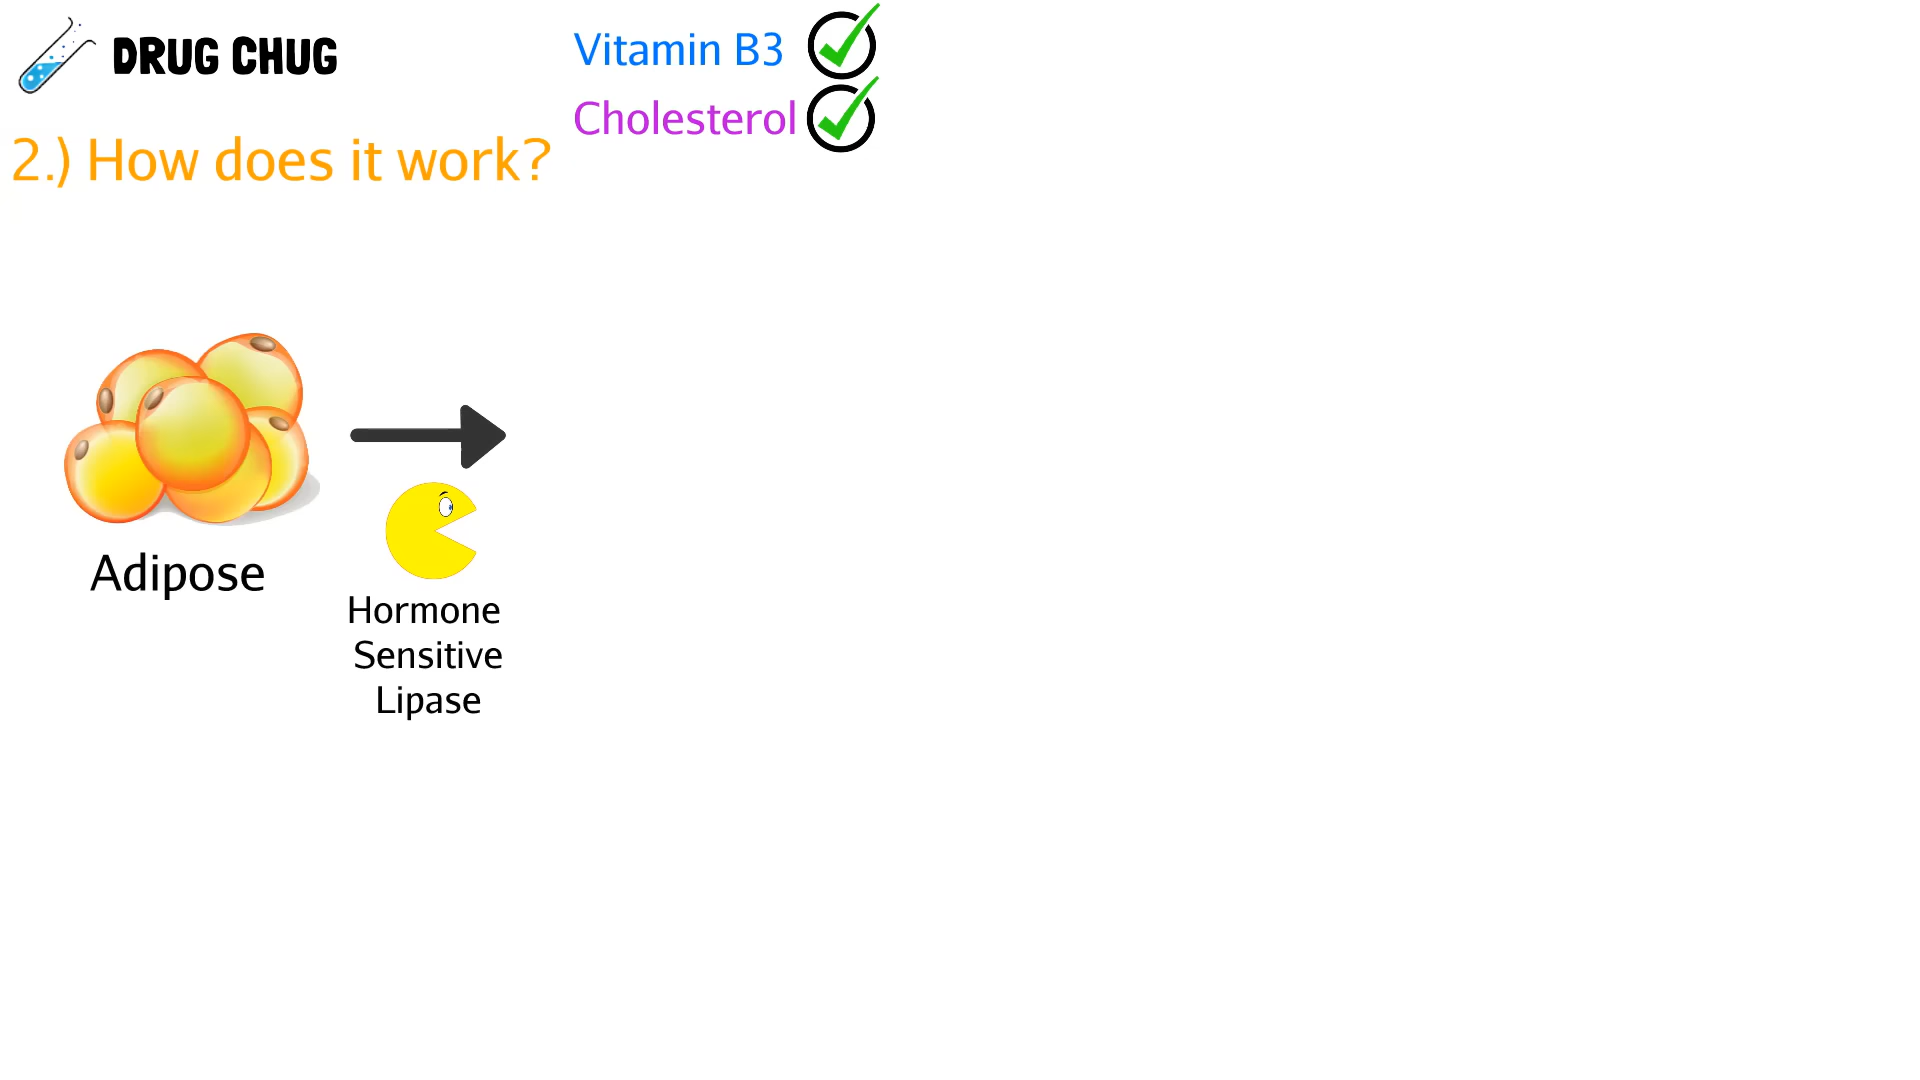 DRUG CHUG
Vitamin B3
Cholesterol
2.) How does it work?
Adipose
Hormone
Sensitive
Lipase